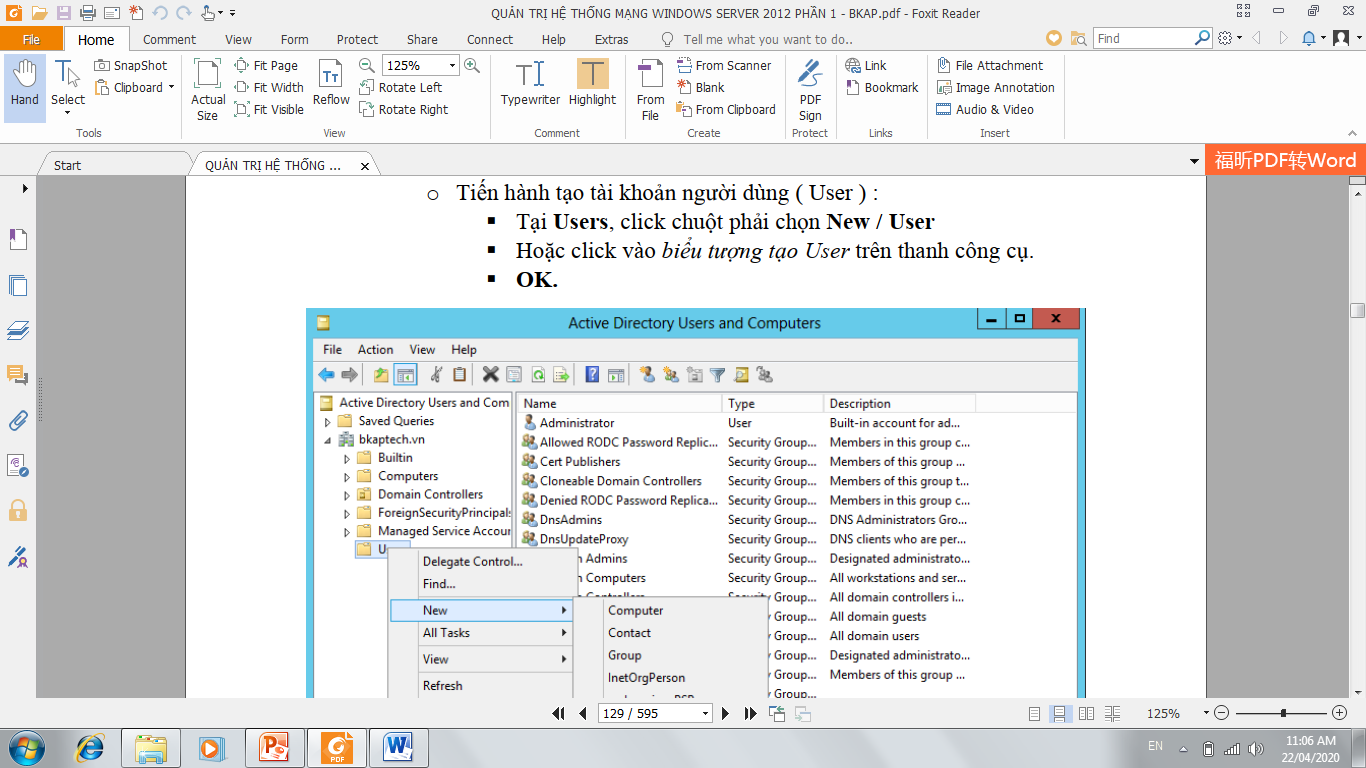 QUẢN TRỊ HỆ THỐNG MẠNG WINDOWS SERVER 2012 PHẦN 1 - BKAP.pdf - Foxit Reader
File Home Comment View Form Protect Share Connect Help Extras Tell me what you want to do.. Find
Hand
Select
SnapShot
Clipboard
Tools
Actual Size
Fit Page
Fit Width
Fit Visible
Reflow
125%
Rotate Left
Rotate Right
View
Typewriter
Highlight
Comment
From File
From Scanner
Blank
From Clipboard
Create
PDF Sign
Protect
Link
Bookmark
Links
File Attachment
Image Annotation
Audio & Video
Insert
Start
QUẢN TRỊ HỆ THỐNG ...
福昕PDF转Word
o Tiến hành tạo tài khoản người dùng ( User ) :
▪ Tại Users, click chuột phải chọn New / User
▪ Hoặc click vào biểu tượng tạo User trên thanh công cụ.
▪ OK.
Active Directory Users and Computers
File Action View Help
Active Directory Users and Com
Saved Queries
bkaptech.vn
Builtin
Computers
Domain Controllers
ForeignSecurityPrincipals
Managed Service Accour
U
Name Type Description
Administrator User Built-in account for ad...
Allowed RODC Password Replic... Security Group... Members in this group c...
Cert Publishers Security Group... Members of this group ...
Cloneable Domain Controllers Security Group... Members of this group t...
Denied RODC Password Replica... Security Group... Members in this group c...
DnsAdmins Security Group... DNS Administrators Gro...
DnsUpdateProxy Security Group... DNS clients who are per...
Admins Security Group... Designated administrato...
Computers Security Group... All workstations and ser...
Security Group... All domain controllers i...
Group... All domain guests
Group... All domain users
Group... Designated administrato...
Group... Members of this group ...
Group...
Delegate Control...
Find...
New
All Tasks
View
Refresh
Computer
Contact
Group
InetOrgPerson
129 / 595
125%
EN
11:06 AM
22/04/2020